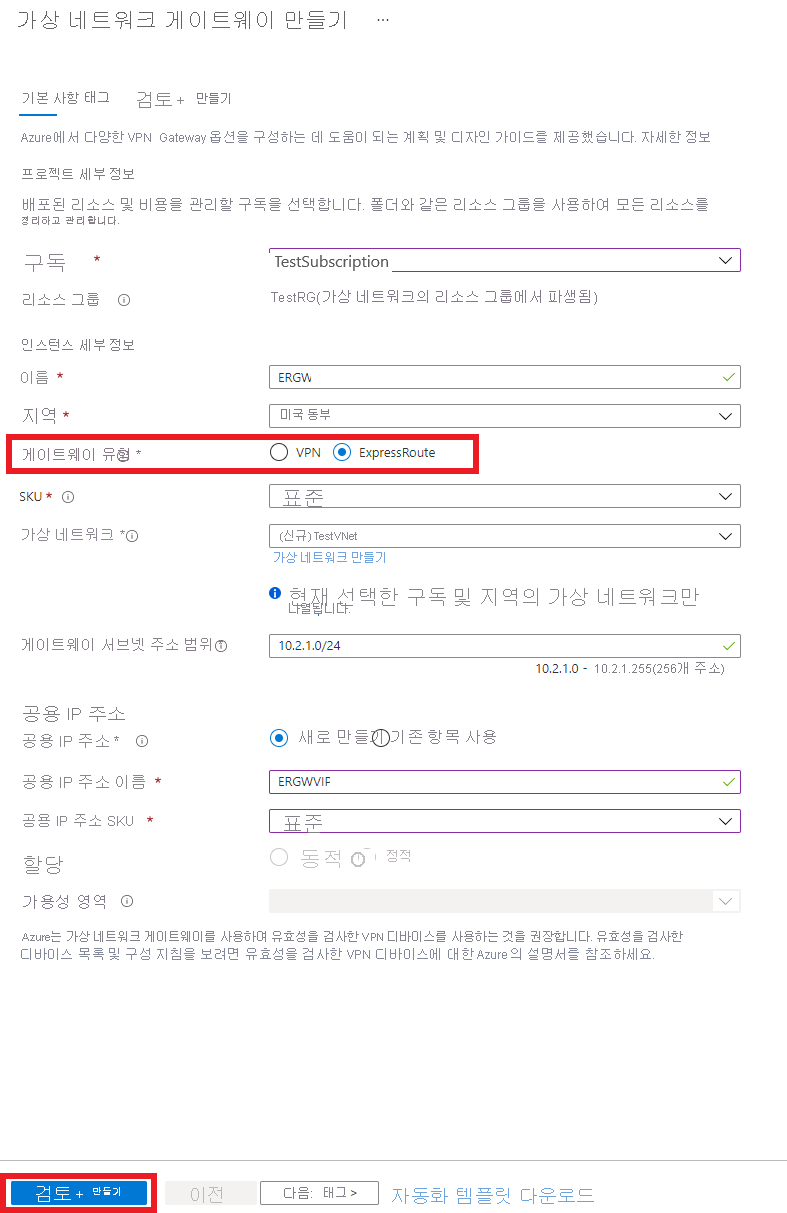 가상 네트워크 게이트웨이 만들기 ...
기본 사항 태그 검토 + 만들기
Azure에서 다양한 VPN Gateway 옵션을 구성하는 데 도움이 되는 계획 및 디자인 가이드를 제공했습니다. 자세한 정보
프로젝트 세부 정보
배포된 리소스 및 비용을 관리할 구독을 선택합니다. 폴더와 같은 리소스 그룹을 사용하여 모든 리소스를
정리하고 관리합니다.
구독 * TestSubscription
리소스 그룹 TestRG(가상 네트워크의 리소스 그룹에서 파생됨)
인스턴스 세부 정보
이름 * ERGW
지역 * 미국 동부
게이트웨이 유형 * VPN ExpressRoute
SKU * 표준
가상 네트워크 * (신규)TestVNet
가상 네트워크 만들기
현재 선택한 구독 및 지역의 가상 네트워크만
나열됩니다.
게이트웨이 서브넷 주소 범위 10.2.1.0/24
10.2.1.0 - 10.2.1.255(256개 주소)
공용 IP 주소
공용 IP 주소 * 새로 만들기 기존 항목 사용
공용 IP 주소 이름 * ERGWVIP
공용 IP 주소 SKU * 표준
할당 동적 정적
가용성 영역
Azure는 가상 네트워크 게이트웨이를 사용하여 유효성을 검사한 VPN 디바이스를 사용하는 것을 권장합니다. 유효성을 검사한
디바이스 목록 및 구성 지침을 보려면 유효성을 검사한 VPN 디바이스에 대한 Azure의 설명서를 참조하세요.
검토 + 만들기 이전 다음: 태그 > 자동화 템플릿 다운로드